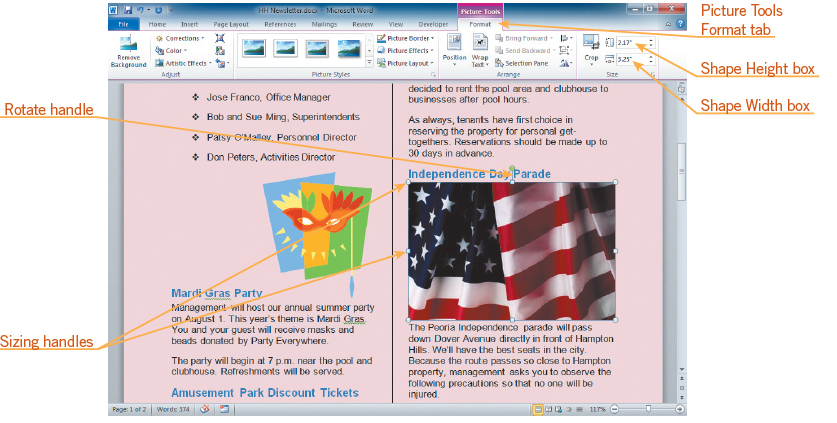 HH Newsletter.docx - Microsoft Word
Picture Tools
File Home Insert Page Layout References Mailings Review View Developer Format
Remove Background
Corrections
Color
Artistic Effects
Adjust
Picture Styles
Picture Border
Picture Effects
Picture Layout
Position
Wrap Text
Bring Forward
Send Backward
Selection Pane
Arrange
Crop
2.17"
3.25"
Size
Picture Tools
Format tab
Shape Height box
Shape Width box
Rotate handle
Sizing handles
❖ Jose Franco, Office Manager
❖ Bob and Sue Ming, Superintendents
❖ Patsy O'Malley, Personnel Director
❖ Don Peters, Activities Director
Mardi Gras Party
Management will host our annual summer party
on August 1. This year's theme is Mardi Gras.
You and your guest will receive masks and
beads donated by Party Everywhere.
The party will begin at 7 p.m. near the pool and
clubhouse. Refreshments will be served.
Amusement Park Discount Tickets
decided to rent the pool area and clubhouse to
businesses after pool hours.
As always, tenants have first choice in
reserving the property for personal get-
togethers. Reservations should be made up to
30 days in advance.
Independence Day Parade
The Peoria Independence parade will pass
down Dover Avenue directly in front of Hampton
Hills. We'll have the best seats in the city.
Because the route passes so close to Hampton
property, management asks you to observe the
following precautions so that no one will be
injured.
Page: 1 of 2 Words: 374 117%